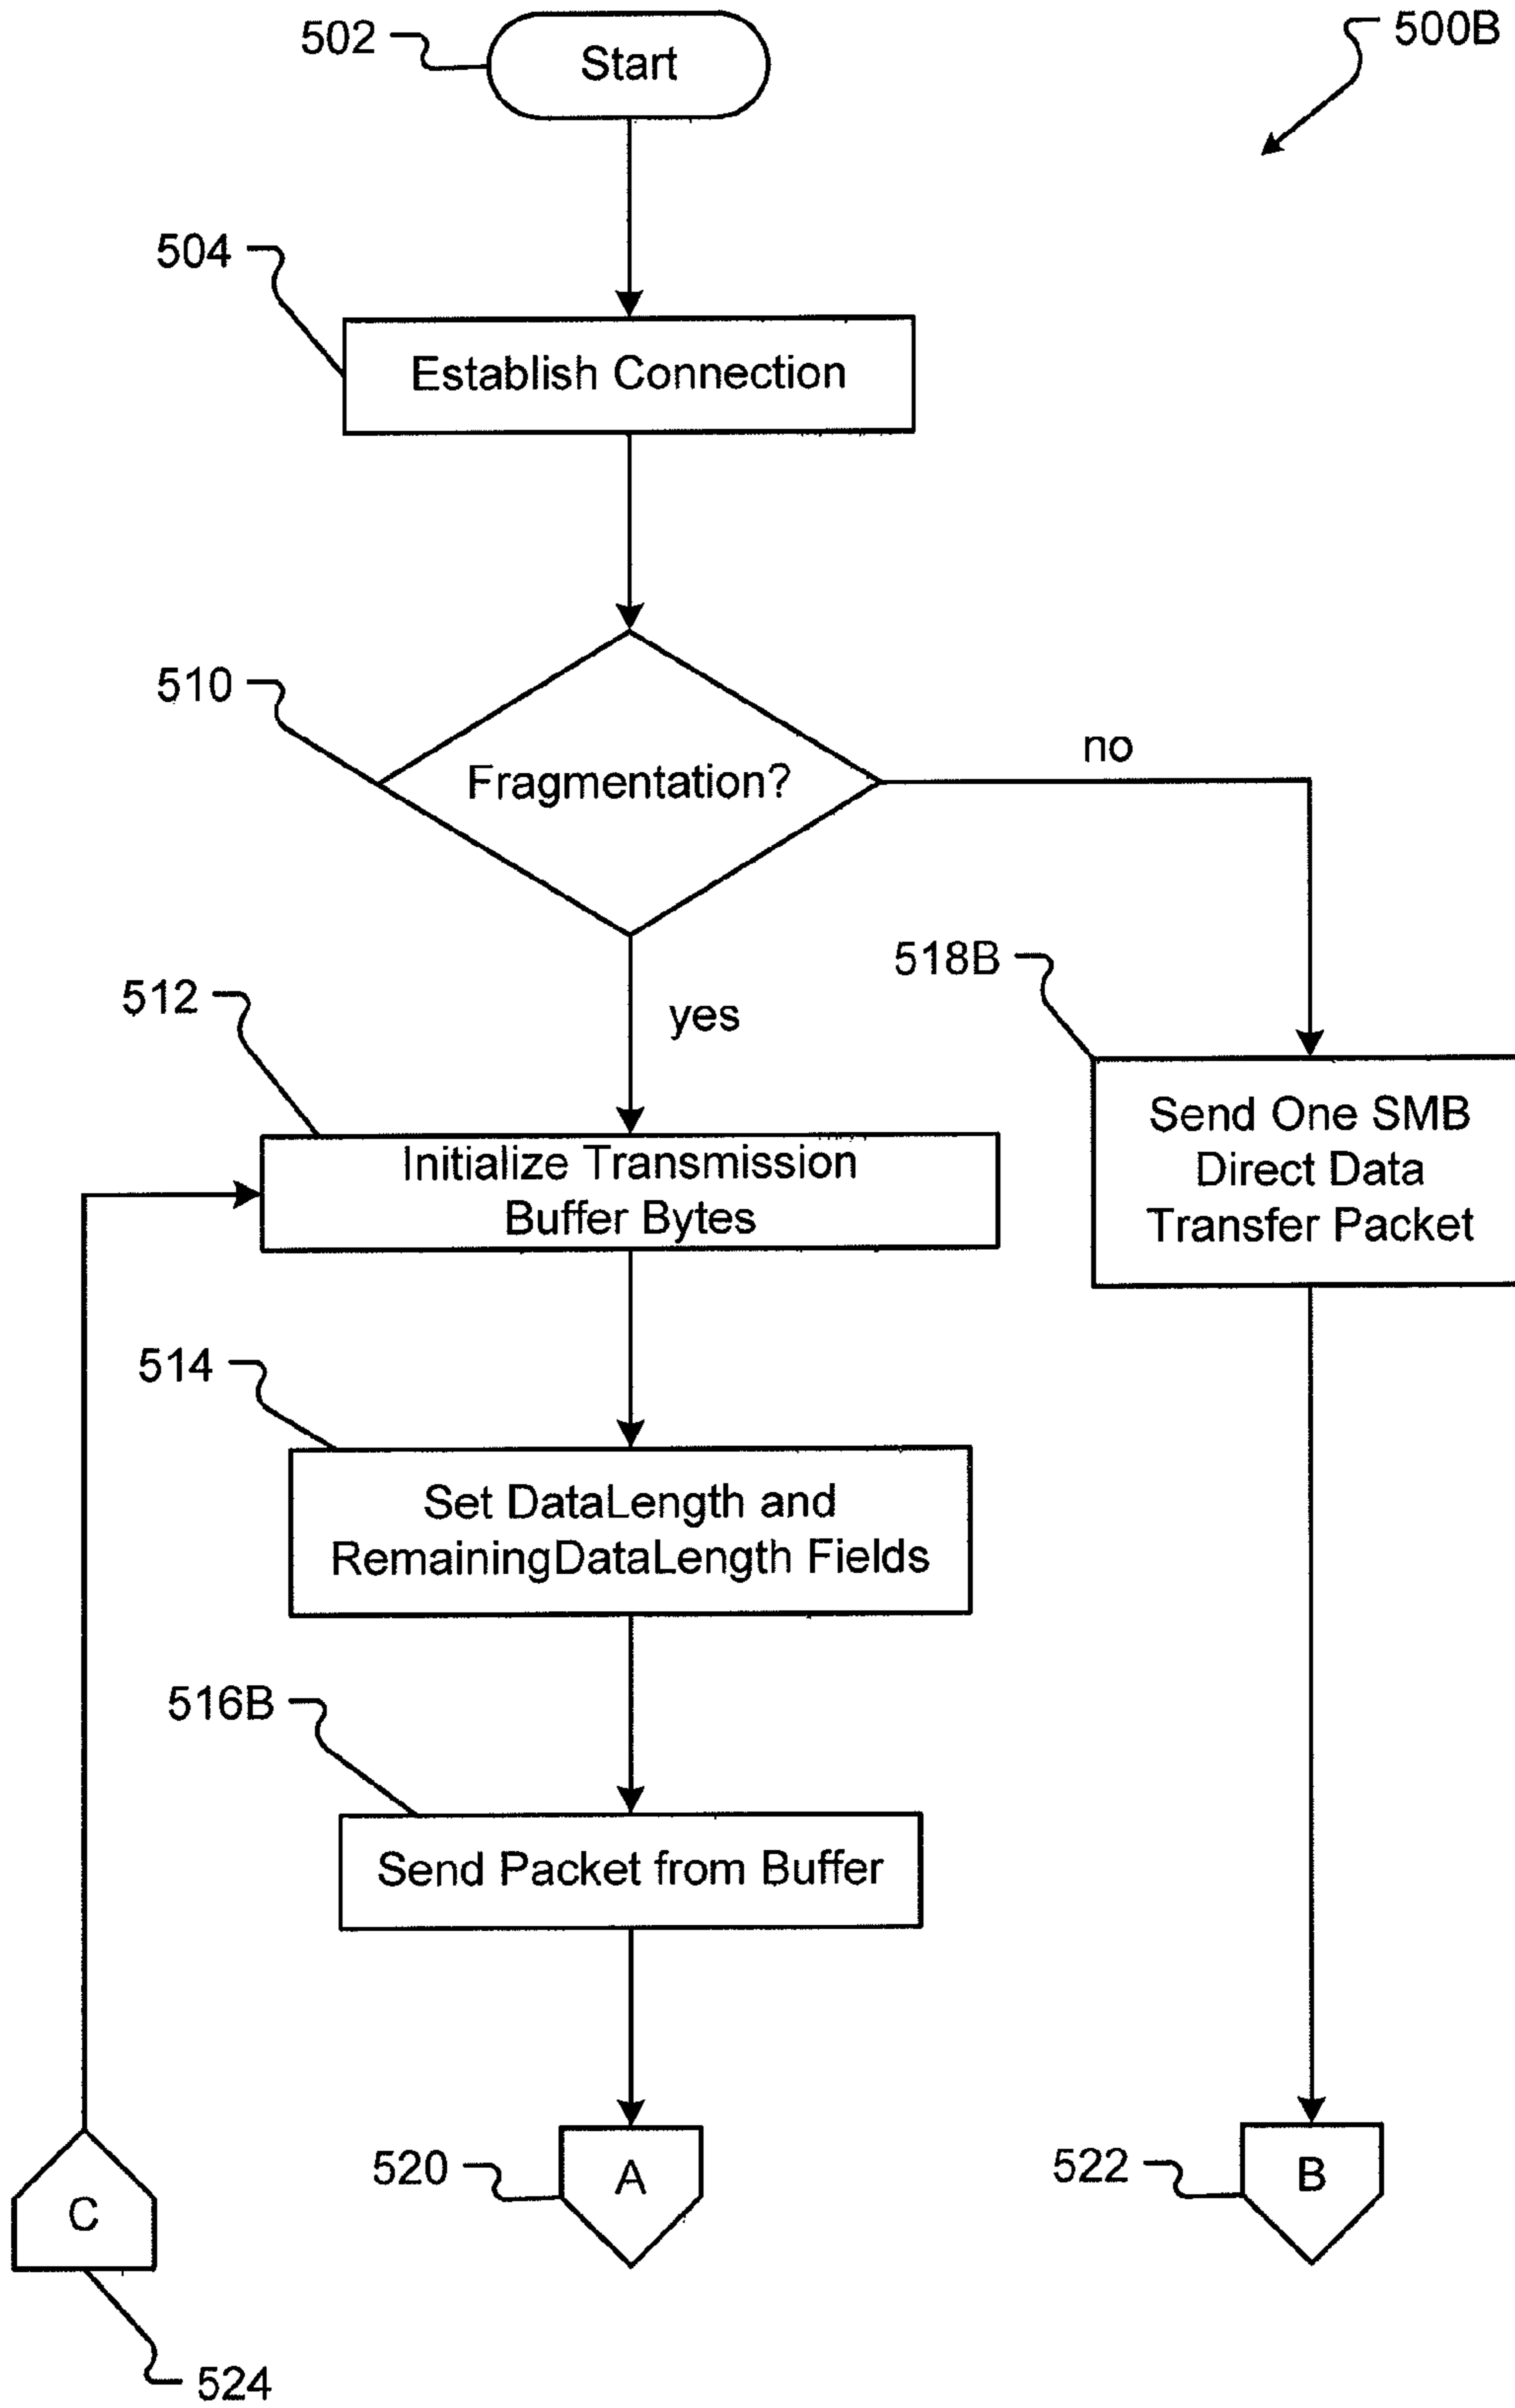 502
Start
500B
504
Establish Connection
510
Fragmentation?
no
518B
512
yes
Send One SMB
Direct Data
Transfer Packet
Initialize Transmission
Buffer Bytes
514
Set DataLength and
RemainingDataLength Fields
516B
Send Packet from Buffer
520
A
522
B
C
524